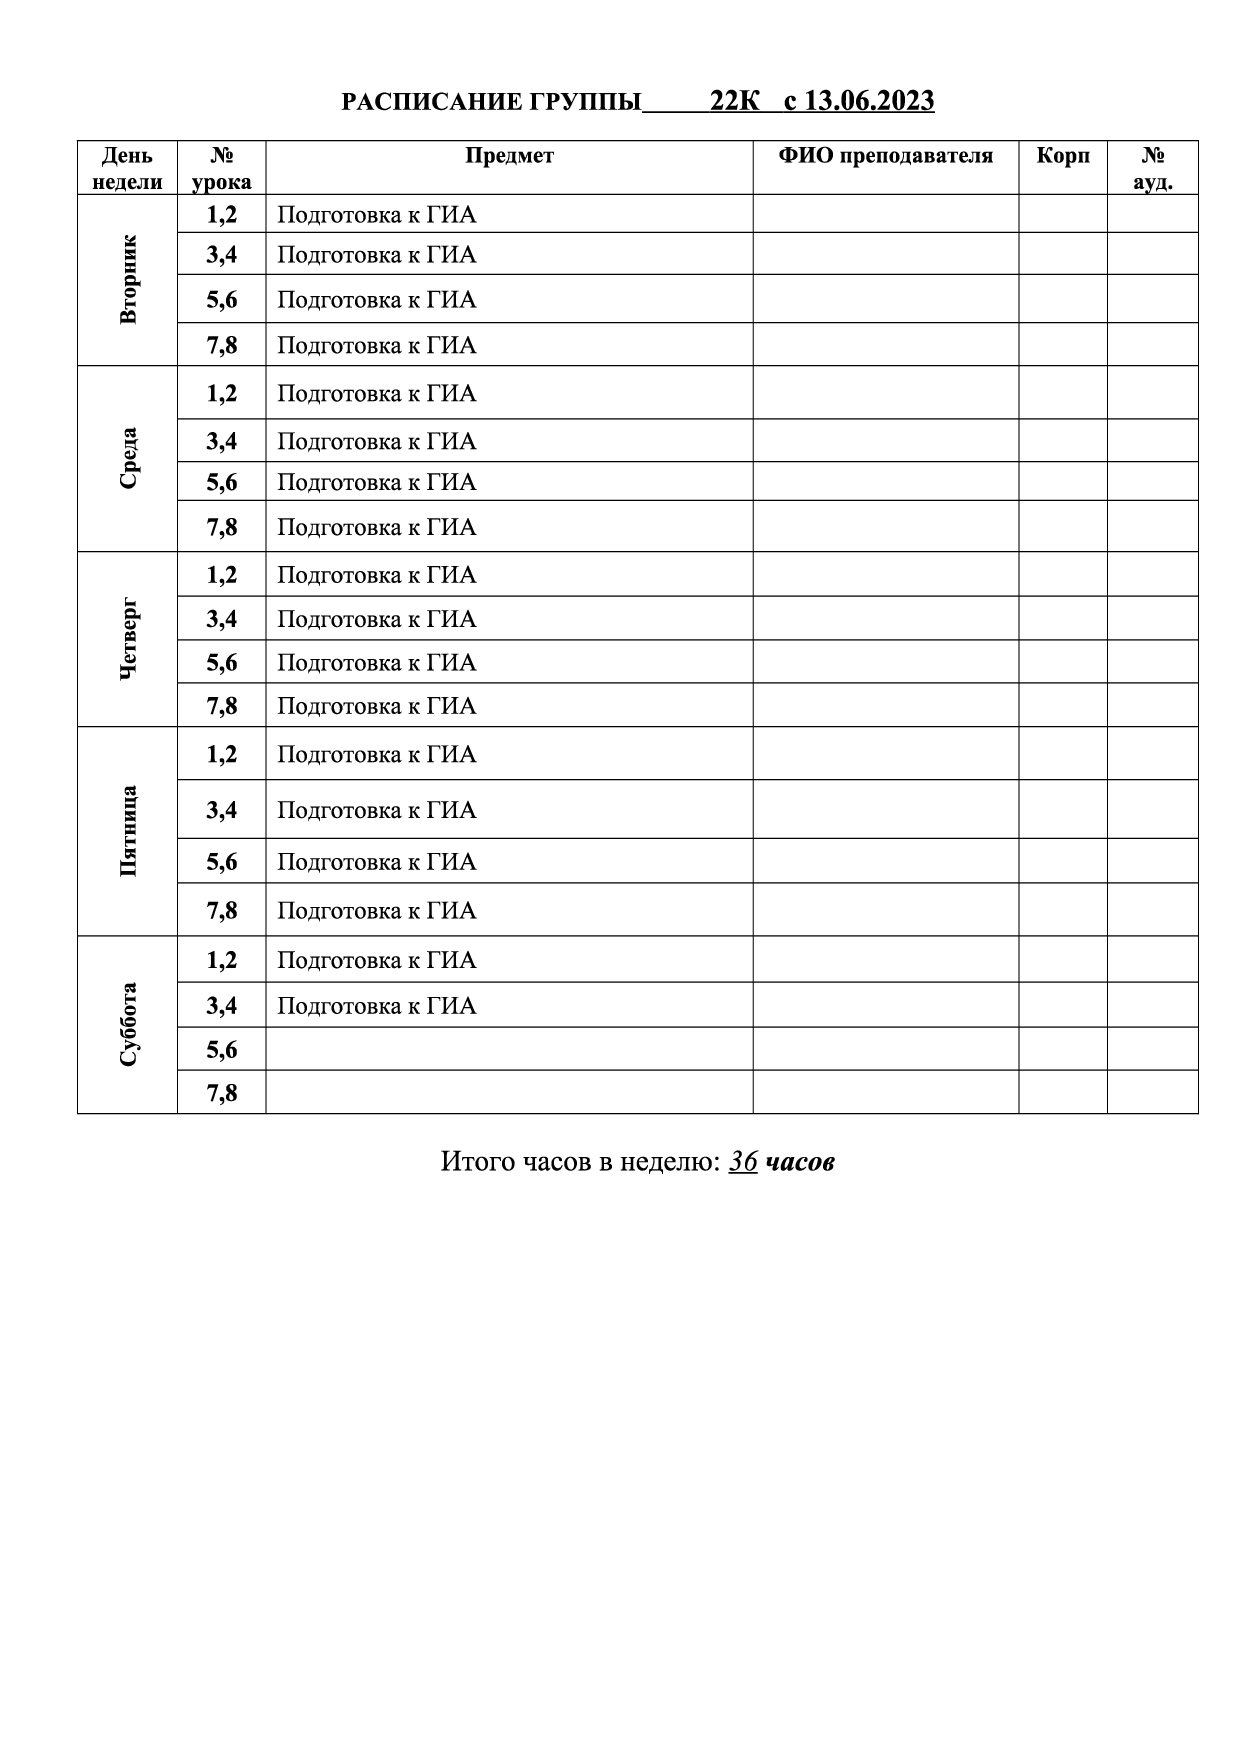 РАСПИСАНИЕ ГРУППЫ_____22К__с 13.06.2023
День недели № урока Предмет ФИО преподавателя Корп № ауд.
Вторник
1,2 Подготовка к ГИА
3,4 Подготовка к ГИА
5,6 Подготовка к ГИА
7,8 Подготовка к ГИА
Среда
1,2 Подготовка к ГИА
3,4 Подготовка к ГИА
5,6 Подготовка к ГИА
7,8 Подготовка к ГИА
Четверг
1,2 Подготовка к ГИА
3,4 Подготовка к ГИА
5,6 Подготовка к ГИА
7,8 Подготовка к ГИА
Пятница
1,2 Подготовка к ГИА
3,4 Подготовка к ГИА
5,6 Подготовка к ГИА
7,8 Подготовка к ГИА
Суббота
1,2 Подготовка к ГИА
3,4 Подготовка к ГИА
5,6
7,8
Итого часов в неделю: 36 часов